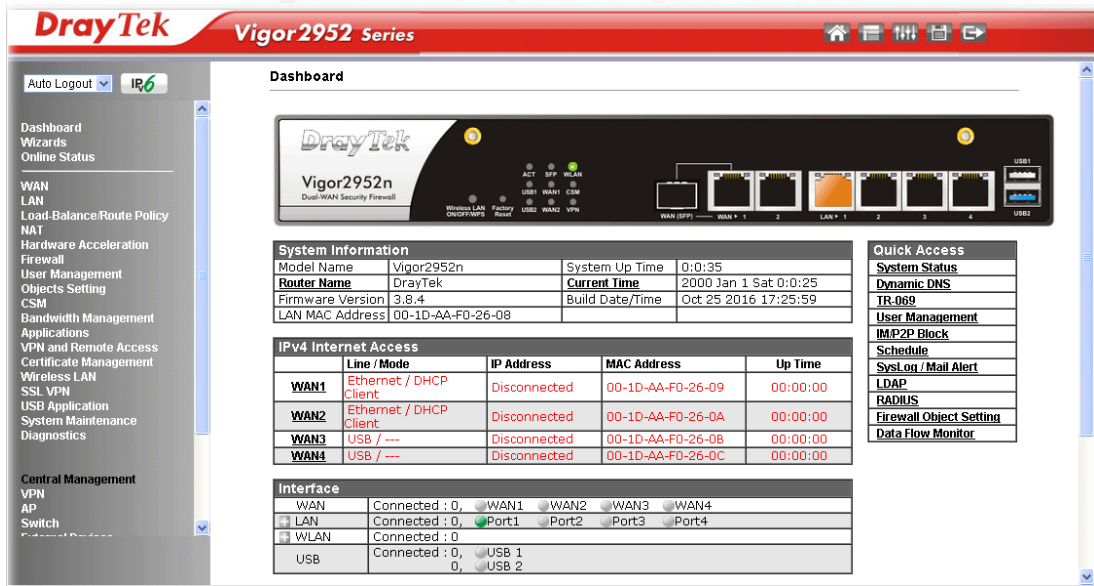 DrayTek
Vigor2952 Series
Auto Logout
IPv6
Dashboard
Wizards
Online Status
WAN
LAN
Load-Balance/Route Policy
NAT
Hardware Acceleration
Firewall
User Management
Objects Setting
CSM
Bandwidth Management
Applications
VPN and Remote Access
Certificate Management
Wireless LAN
SSL VPN
USB Application
System Maintenance
Diagnostics
Central Management
VPN
AP
Switch
External Devices
Dashboard
DrayTek
Vigor2952n
Dual-WAN Security Firewall
Wireless LAN ON/OFF/WPS
Factory Reset
ACT SFP WLAN
USB1 WAN1 CSM
USB2 WAN2 VPN
WAN (SFP) WAN 1 2 LAN 1 2 3 4
USB1
USB2
System Information
Model Name Vigor2952n System Up Time 0:0:35
Router Name DrayTek Current Time 2000 Jan 1 Sat 0:0:25
Firmware Version 3.8.4 Build Date/Time Oct 25 2016 17:25:59
LAN MAC Address 00-1D-AA-F0-26-08
IPv4 Internet Access
Line / Mode IP Address MAC Address Up Time
WAN1 Ethernet / DHCP Client Disconnected 00-1D-AA-F0-26-09 00:00:00
WAN2 Ethernet / DHCP Client Disconnected 00-1D-AA-F0-26-0A 00:00:00
WAN3 USB / --- Disconnected 00-1D-AA-F0-26-0B 00:00:00
WAN4 USB / --- Disconnected 00-1D-AA-F0-26-0C 00:00:00
Interface
WAN Connected : 0, WAN1 WAN2 WAN3 WAN4
LAN Connected : 0, Port1 Port2 Port3 Port4
WLAN Connected : 0
USB Connected : 0, USB 1
0, USB 2
Quick Access
System Status
Dynamic DNS
TR-069
User Management
IM/P2P Block
Schedule
SysLog / Mail Alert
LDAP
RADIUS
Firewall Object Setting
Data Flow Monitor